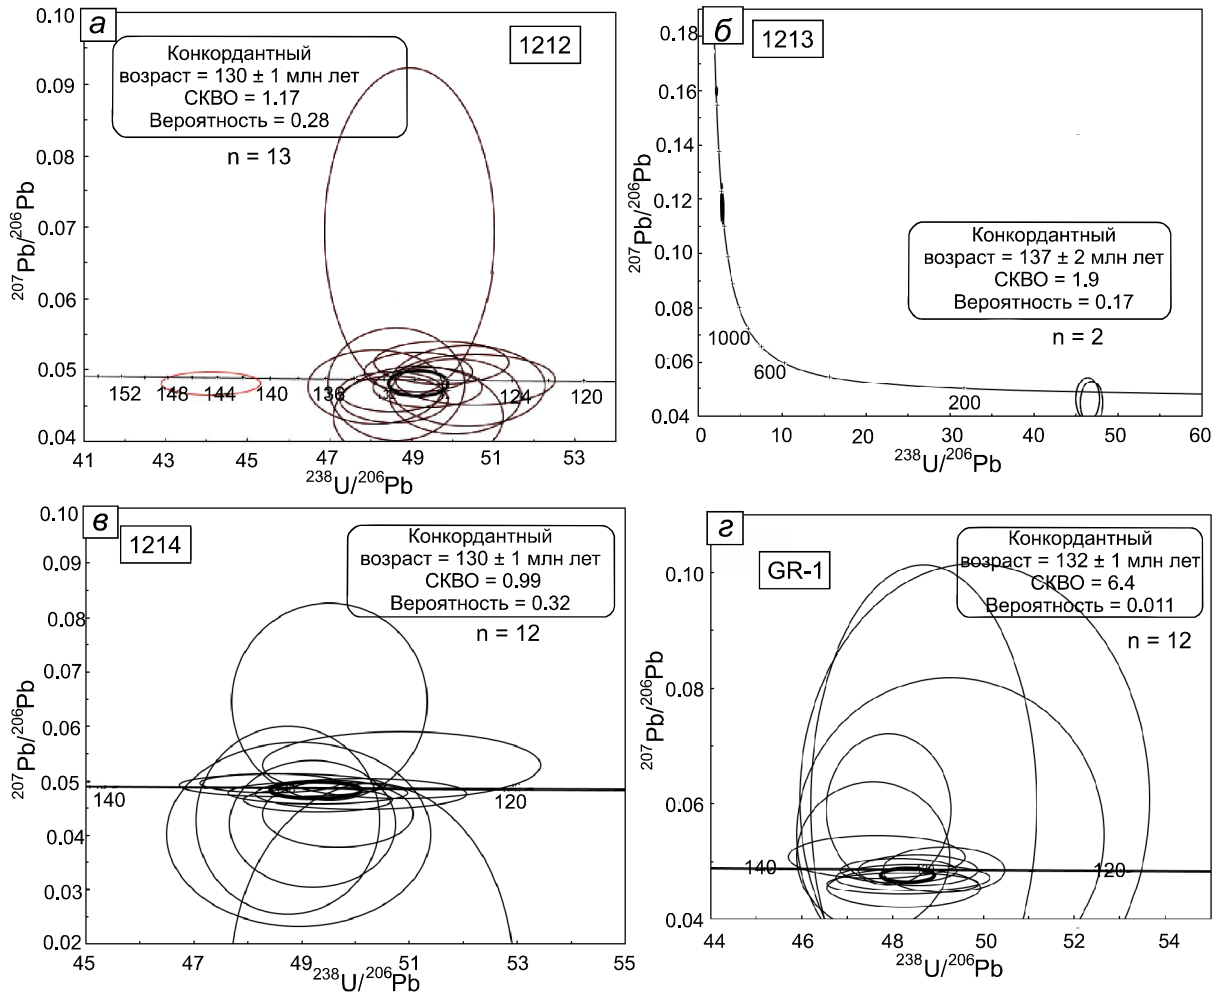 а
1212
Конкордантный
возраст = 130 ± 1 млн лет
СКВО = 1.17
Вероятность = 0.28
n = 13
0.10
0.09
0.08
0.07
0.06
0.05
0.04
207Pb/206Pb
152
148
144
140
136
124
120
41
43
45
47
49
51
53
238U/206Pb
б
1213
Конкордантный
возраст = 137 ± 2 млн лет
СКВО = 1.9
Вероятность = 0.17
n = 2
0.18
0.16
0.14
0.12
0.10
0.08
0.06
0.04
207Pb/206Pb
1000
600
200
0
10
20
30
40
50
60
238U/206Pb
в
1214
Конкордантный
возраст = 130 ± 1 млн лет
СКВО = 0.99
Вероятность = 0.32
n = 12
0.10
0.09
0.08
0.07
0.06
0.05
0.04
0.03
0.02
207Pb/206Pb
140
120
45
47
49
51
53
55
238U/206Pb
г
GR-1
Конкордантный
возраст = 132 ± 1 млн лет
СКВО = 6.4
Вероятность = 0.011
n = 12
0.10
0.08
0.06
0.04
207Pb/206Pb
140
120
44
46
48
50
52
54
238U/206Pb